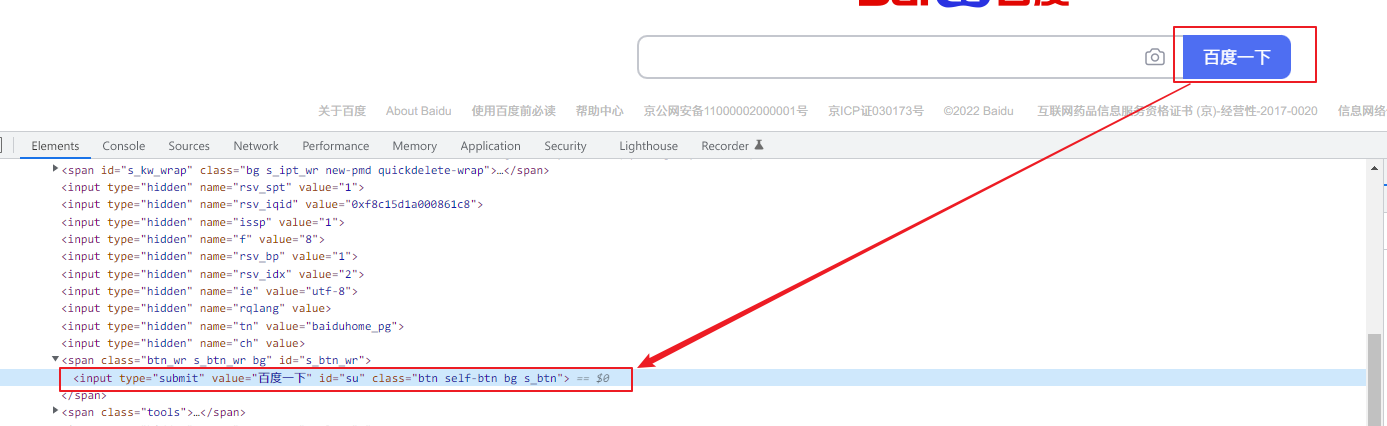 百度一下
关于百度 About Baidu 使用百度前必读 帮助中心 京公网安备11000002000001号 京ICP证030173号 ©2022 Baidu 互联网药品信息服务资格证书 (京)-经营性-2017-0020 信息网络
Elements Console Sources Network Performance Memory Application Security Lighthouse Recorder
<span id="s_kw_wrap" class="bg s_ipt_wr new-pmd quickdelete-wrap">…</span>
<input type="hidden" name="rsv_spt" value="1">
<input type="hidden" name="rsv_iqid" value="0xf8c15d1a000861c8">
<input type="hidden" name="issp" value="1">
<input type="hidden" name="f" value="8">
<input type="hidden" name="rsv_bp" value="1">
<input type="hidden" name="rsv_idx" value="2">
<input type="hidden" name="ie" value="utf-8">
<input type="hidden" name="rqlang" value>
<input type="hidden" name="tn" value="baiduhome_pg">
<input type="hidden" name="ch" value>
<span class="btn_wr s_btn_wr bg" id="s_btn_wr">
<input type="submit" value="百度一下" id="su" class="btn self-btn bg s_btn"> == $0
</span>
<span class="tools">…</span>